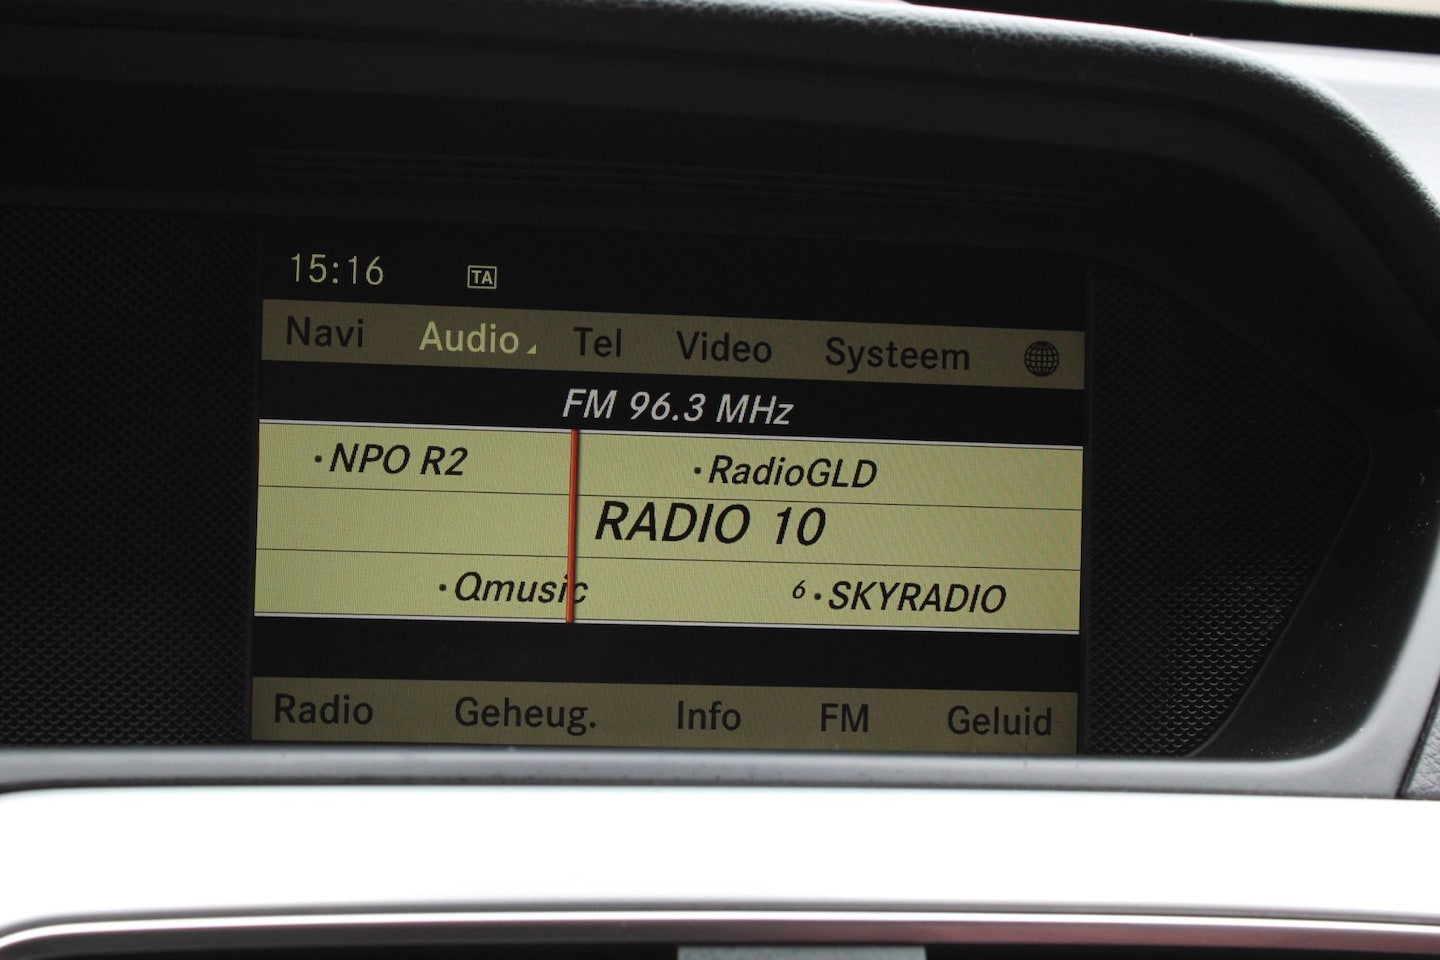 15:16 TA
Navi Audio Tel Video Systeem
FM 96.3 MHz
·NPO R2 ·RadioGLD
RADIO 10
·Qmusic 6·SKYRADIO
Radio Geheug. Info FM Geluid